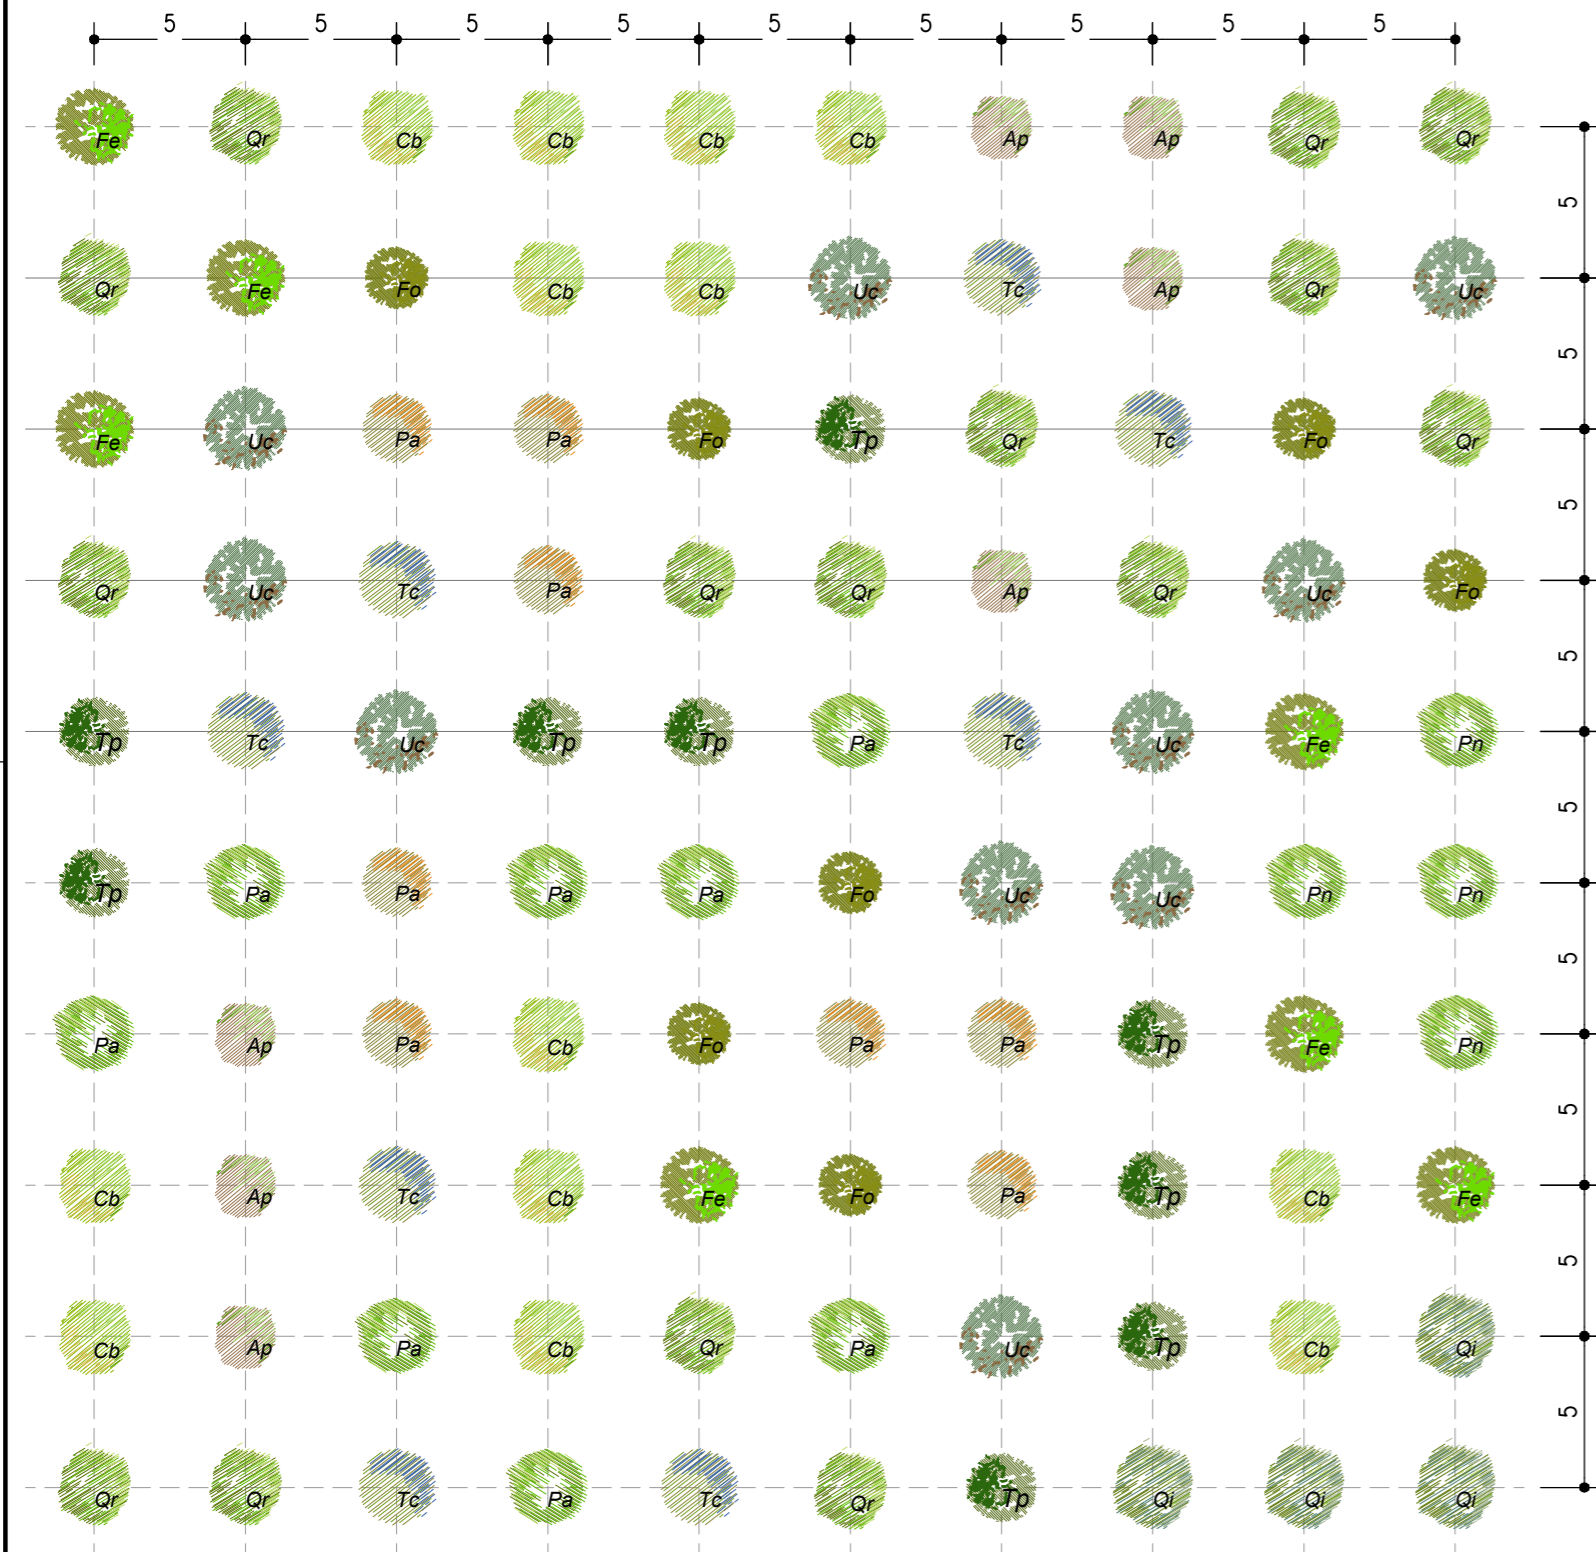 5 5 5 5 5 5 5 5 5
Fe Qr Cb Cb Cb Cb Ap Ap Qr Qr
5
Qr Fe Fo Cb Cb Uc Tc Ap Qr Uc
5
Fe Uc Pa Pa Fo Tp Qr Tc Fo Qr
5
Qr Uc Tc Pa Qr Qr Ap Qr Uc Fo
5
Tp Tc Uc Tp Tp Pa Tc Uc Fe Pn
5
Tp Pa Pa Pa Pa Fo Uc Uc Pn Pn
5
Pa Ap Pa Cb Fo Pa Pa Tp Fe Pn
5
Cb Ap Tc Cb Fe Fo Pa Tp Cb Fe
5
Cb Ap Pa Cb Qr Pa Uc Tp Cb Qi
5
Qr Qr Tc Pa Tc Qr Tp Qi Qi Qi